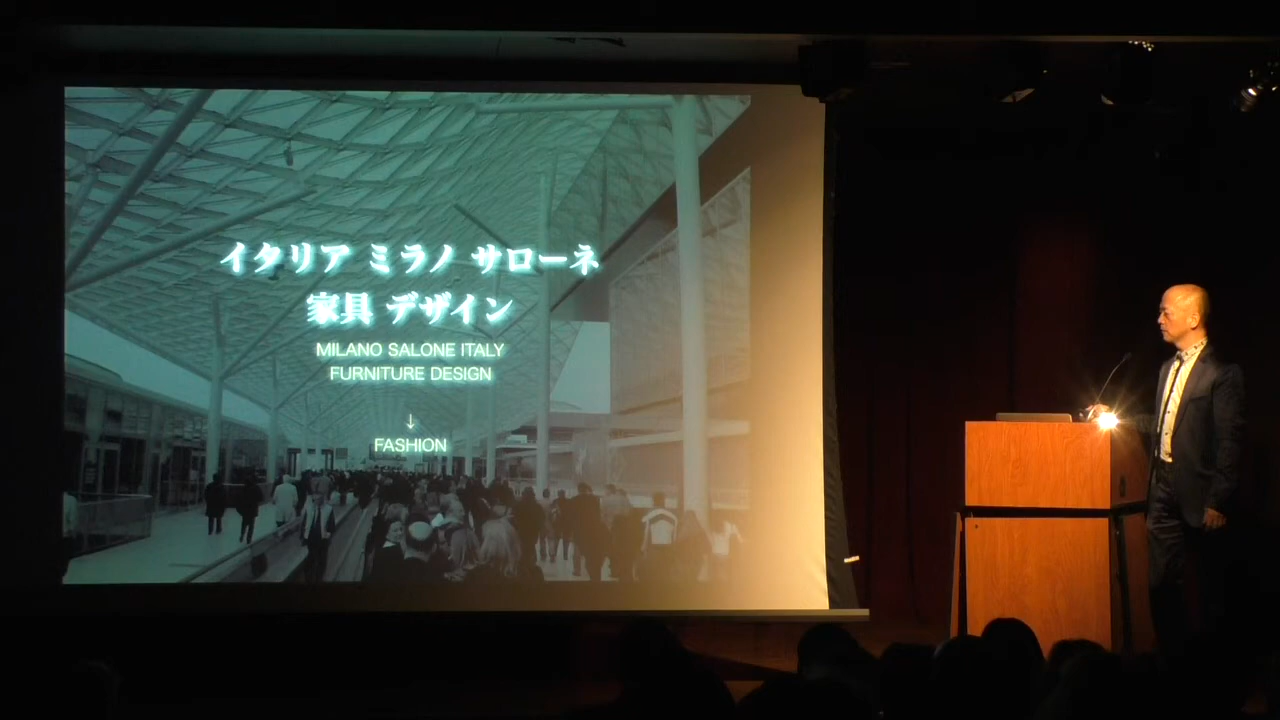 イタリア ミラノ サローネ
家具 デザイン
MILANO SALONE ITALY
FURNITURE DESIGN
↓
FASHION